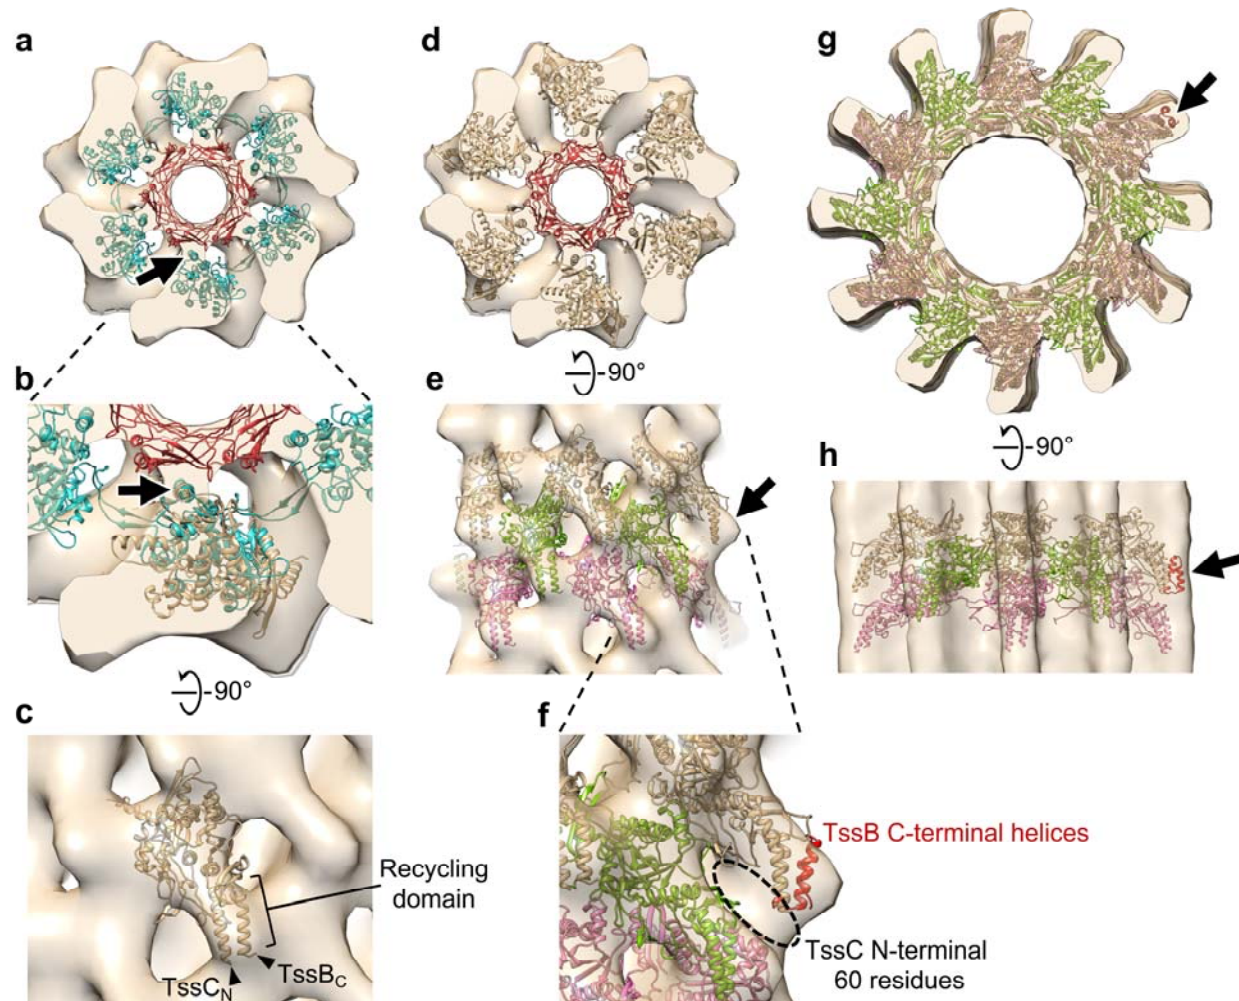 a
d
g
-90°
b
e
-90°
h
-90°
c
f
TssB C-terminal helices
Recycling
domain
TssC N-terminal
60 residues
TssCN
TssBC